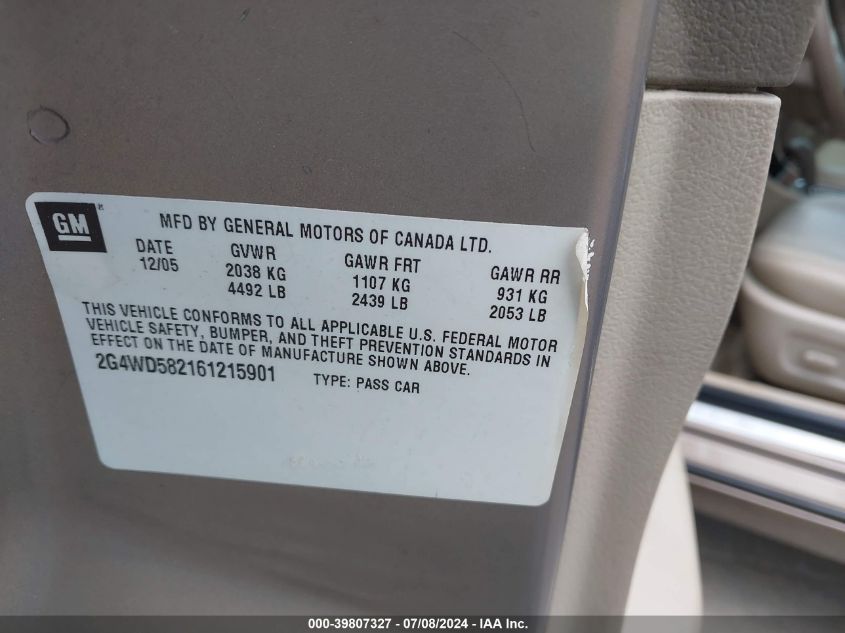 GM
MFD BY GENERAL MOTORS OF CANADA LTD.
DATE GVWR GAWR FRT GAWR RR
12/05 2038 KG 1107 KG 931 KG
4492 LB 2439 LB 2053 LB
THIS VEHICLE CONFORMS TO ALL APPLICABLE U.S. FEDERAL MOTOR
VEHICLE SAFETY, BUMPER, AND THEFT PREVENTION STANDARDS IN
EFFECT ON THE DATE OF MANUFACTURE SHOWN ABOVE.
2G4WD582161215901 TYPE: PASS CAR
000-39807327 - 07/08/2024 - IAA Inc.